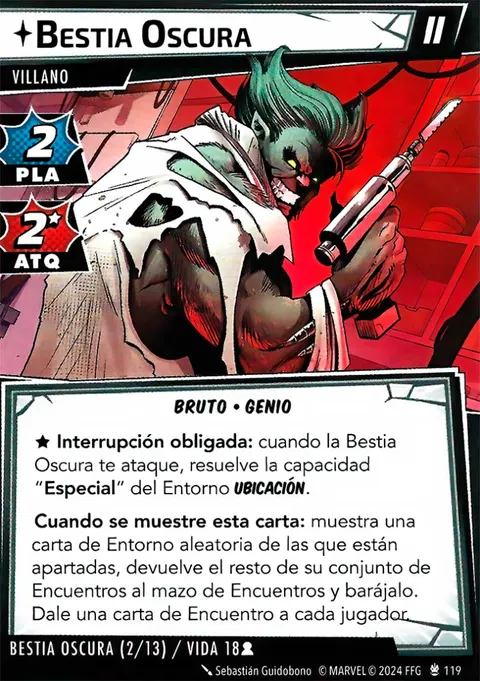 BESTIA OSCURA
II
VILLANO
2
PLA
2★
ATQ
BRUTO • GENIO
★ Interrupción obligada: cuando la Bestia
Oscura te ataque, resuelve la capacidad
“Especial” del Entorno UBICACIÓN.
Cuando se muestre esta carta: muestra una
carta de Entorno aleatoria de las que están
apartadas, devuelve el resto de su conjunto de
Encuentros al mazo de Encuentros y barájalo.
Dale una carta de Encuentro a cada jugador.
BESTIA OSCURA (2/13) / VIDA 18
Sebastián Guidobono © MARVEL © 2024 FFG 119